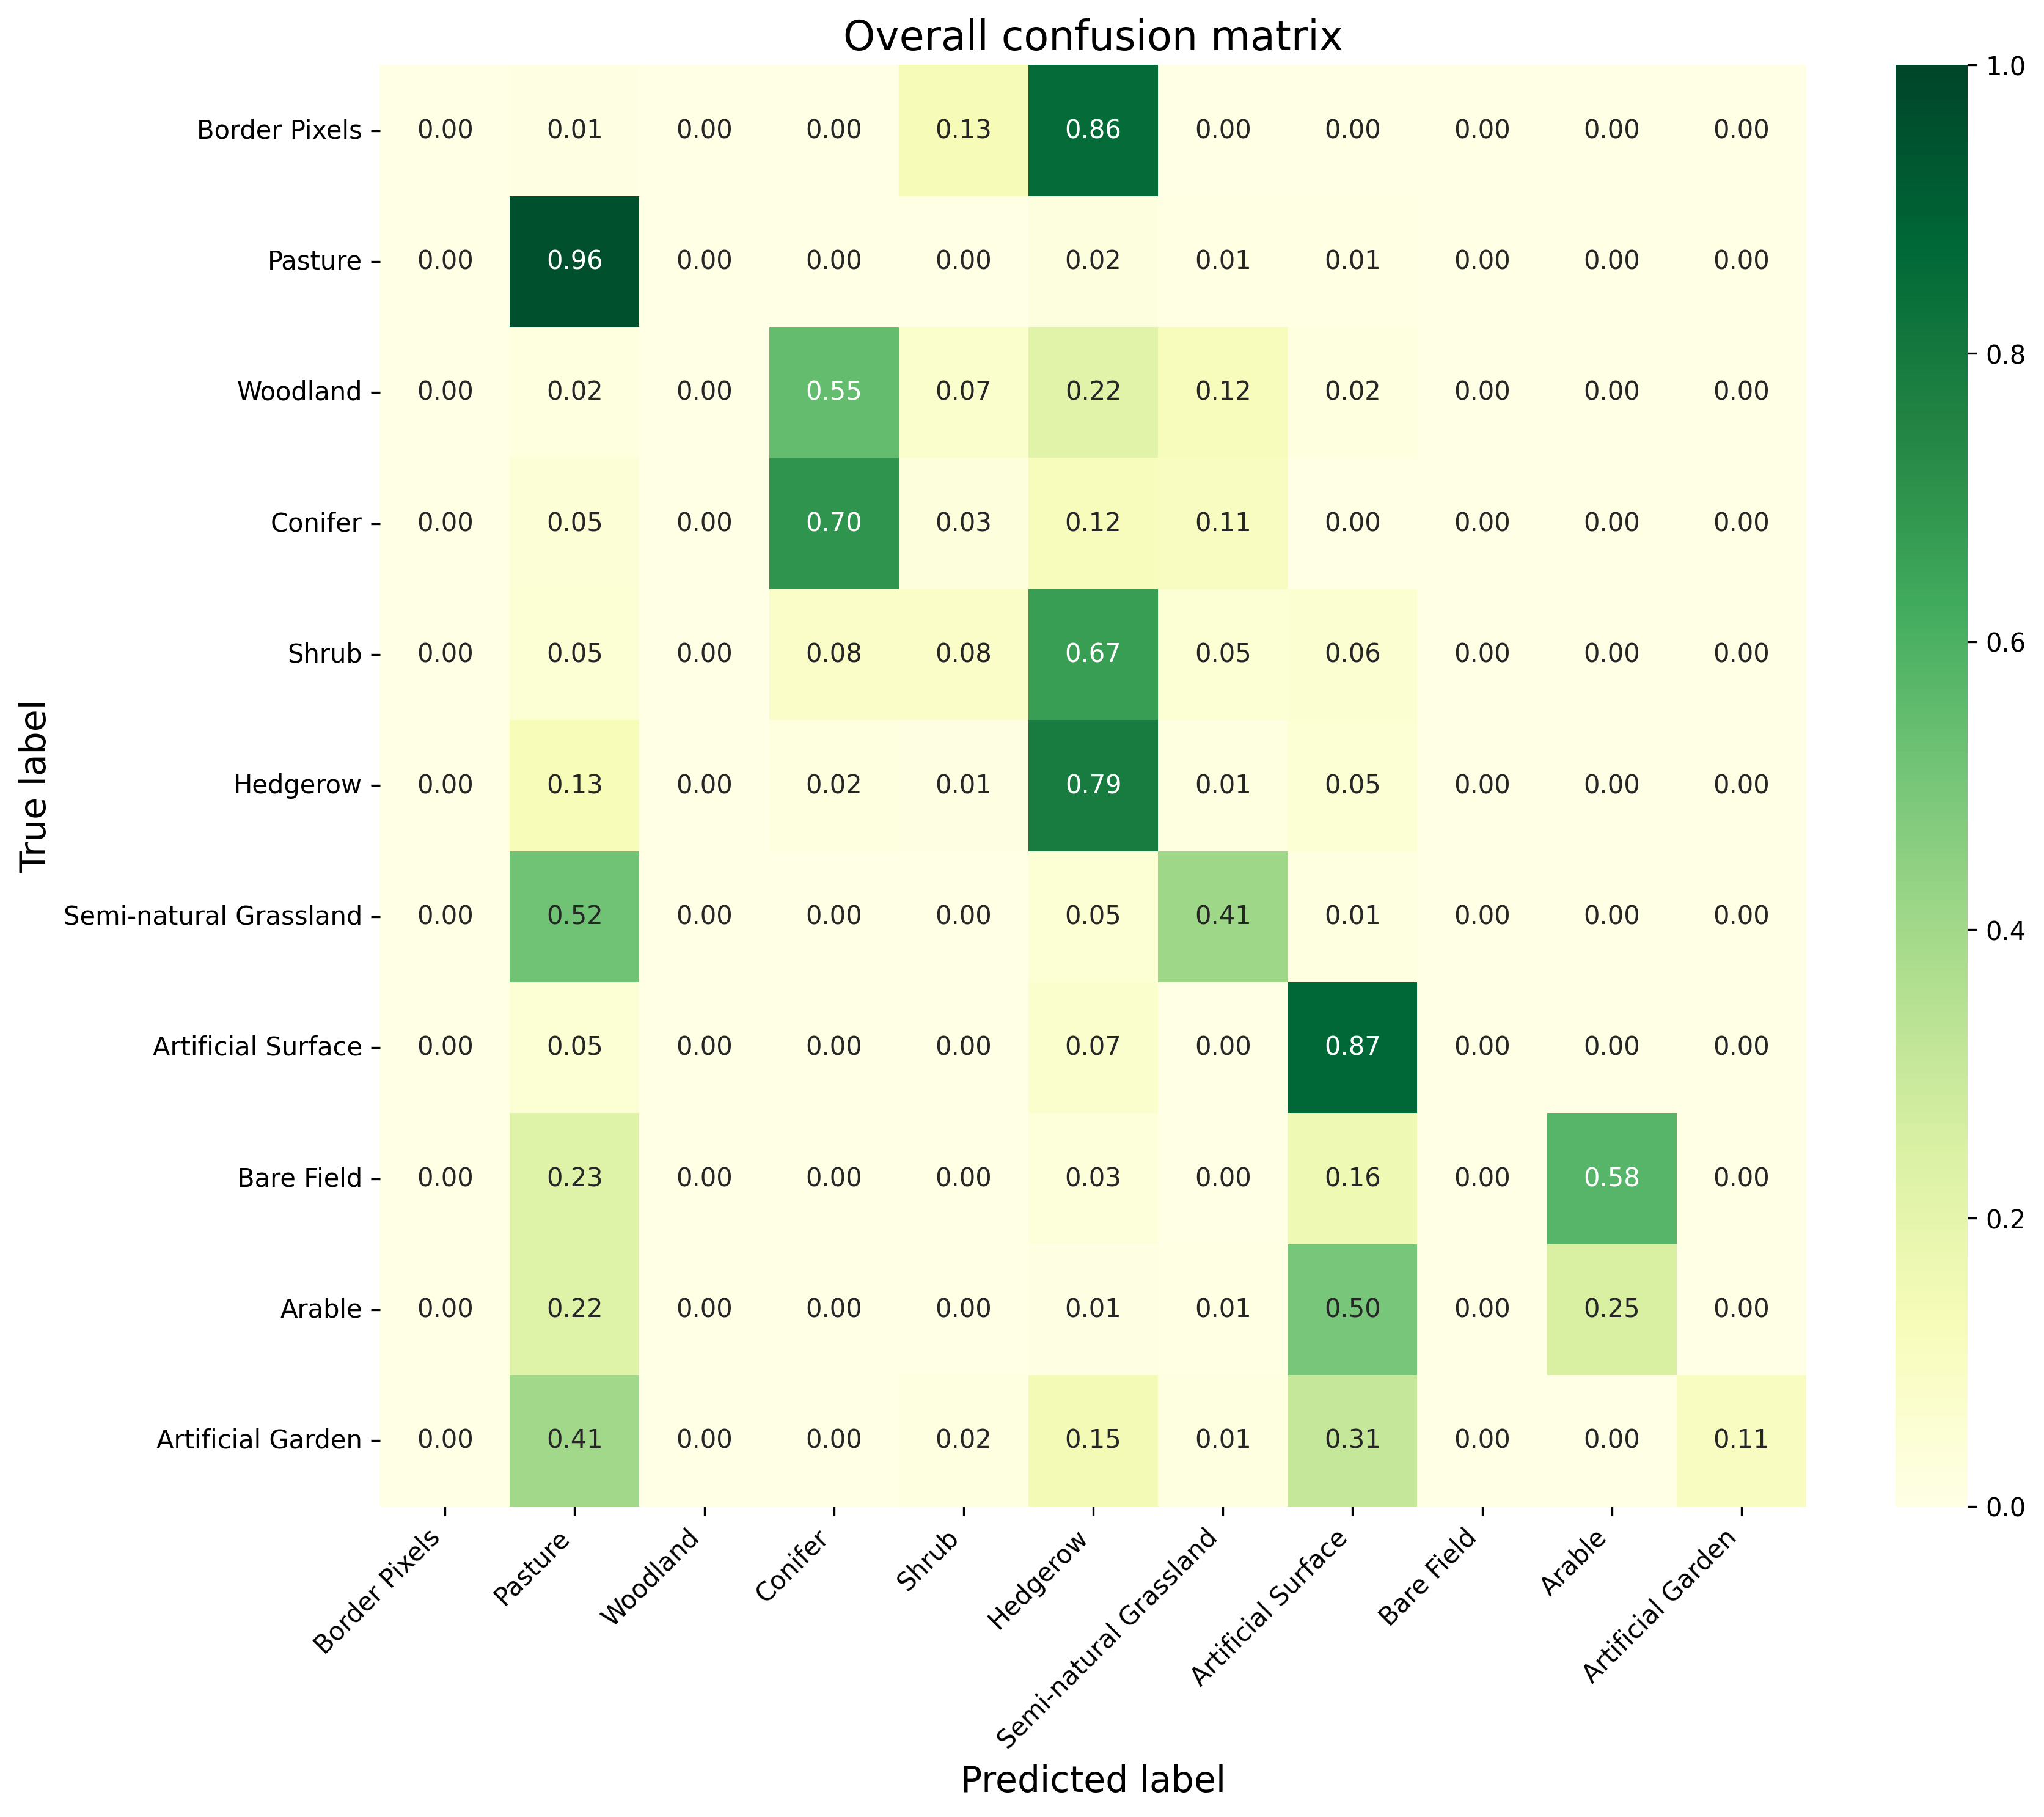 Overall confusion matrix
True label
Border Pixels 0.00 0.01 0.00 0.00 0.13 0.86 0.00 0.00 0.00 0.00 0.00
Pasture 0.00 0.96 0.00 0.00 0.00 0.02 0.01 0.01 0.00 0.00 0.00
Woodland 0.00 0.02 0.00 0.55 0.07 0.22 0.12 0.02 0.00 0.00 0.00
Conifer 0.00 0.05 0.00 0.70 0.03 0.12 0.11 0.00 0.00 0.00 0.00
Shrub 0.00 0.05 0.00 0.08 0.08 0.67 0.05 0.06 0.00 0.00 0.00
Hedgerow 0.00 0.13 0.00 0.02 0.01 0.79 0.01 0.05 0.00 0.00 0.00
Semi-natural Grassland 0.00 0.52 0.00 0.00 0.00 0.05 0.41 0.01 0.00 0.00 0.00
Artificial Surface 0.00 0.05 0.00 0.00 0.00 0.07 0.00 0.87 0.00 0.00 0.00
Bare Field 0.00 0.23 0.00 0.00 0.00 0.03 0.00 0.16 0.00 0.58 0.00
Arable 0.00 0.22 0.00 0.00 0.00 0.01 0.01 0.50 0.00 0.25 0.00
Artificial Garden 0.00 0.41 0.00 0.00 0.02 0.15 0.01 0.31 0.00 0.00 0.11
Border Pixels
Pasture
Woodland
Conifer
Shrub
Hedgerow
Semi-natural Grassland
Artificial Surface
Bare Field
Arable
Artificial Garden
Predicted label
1.0
0.8
0.6
0.4
0.2
0.0